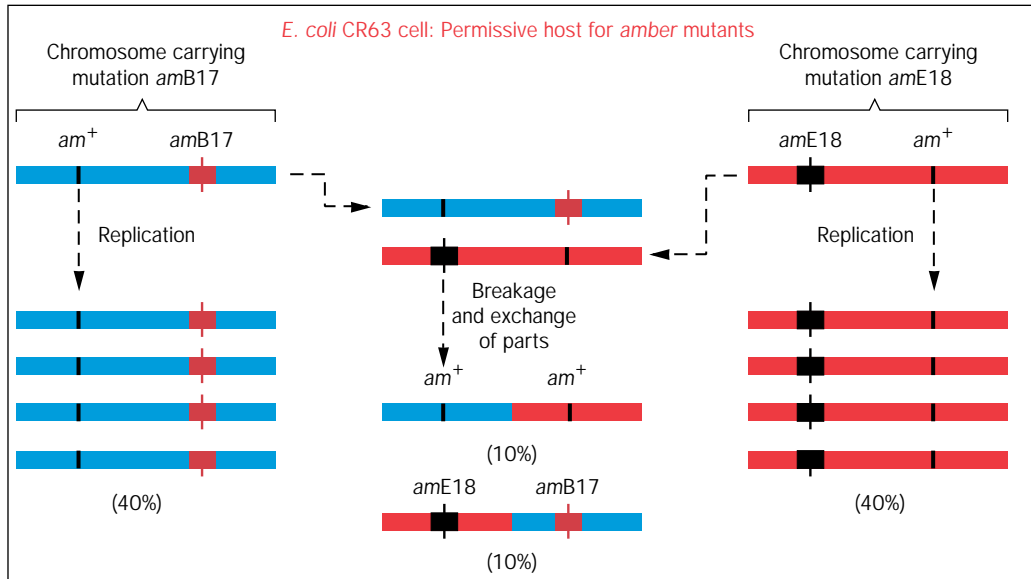 E. coli CR63 cell: Permissive host for amber mutants
Chromosome carrying
mutation amB17
Chromosome carrying
mutation amE18
am+
amB17
amE18
am+
Replication
Replication
Breakage
and exchange
of parts
am+
am+
(10%)
(40%)
(40%)
amE18
amB17
(10%)